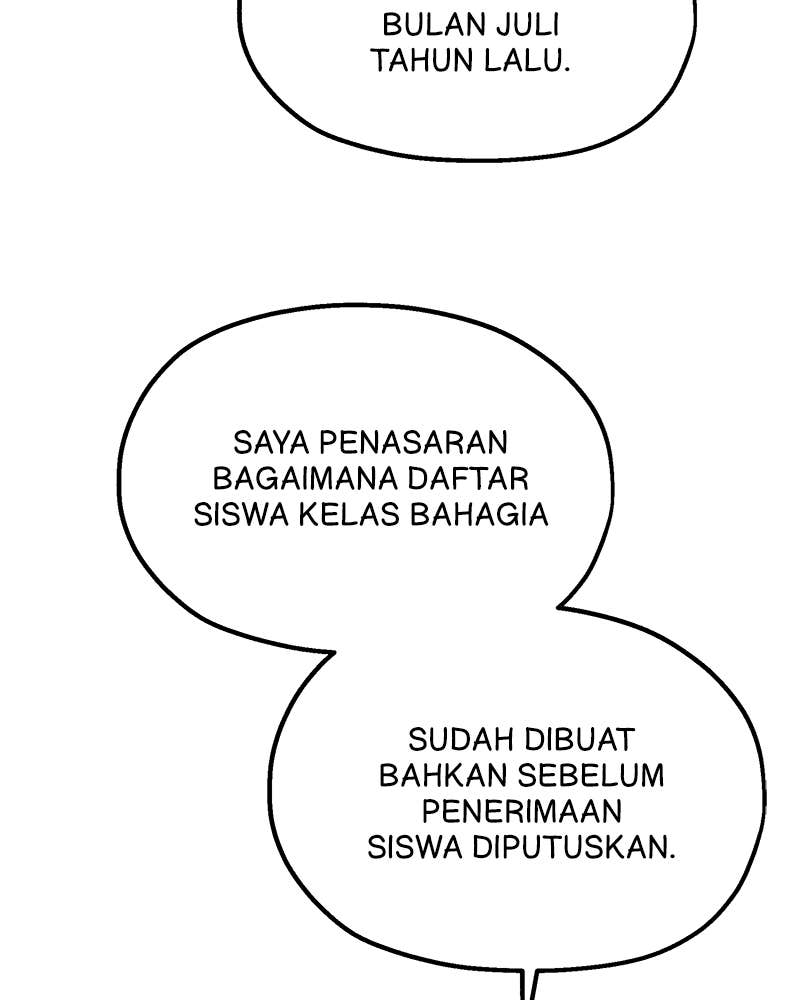 BULAN JULI
TAHUN LALU.
SAYA PENASARAN
BAGAIMANA DAFTAR
SISWA KELAS BAHAGIA
SUDAH DIBUAT
BAHKAN SEBELUM
PENERIMAAN
SISWA DIPUTUSKAN.